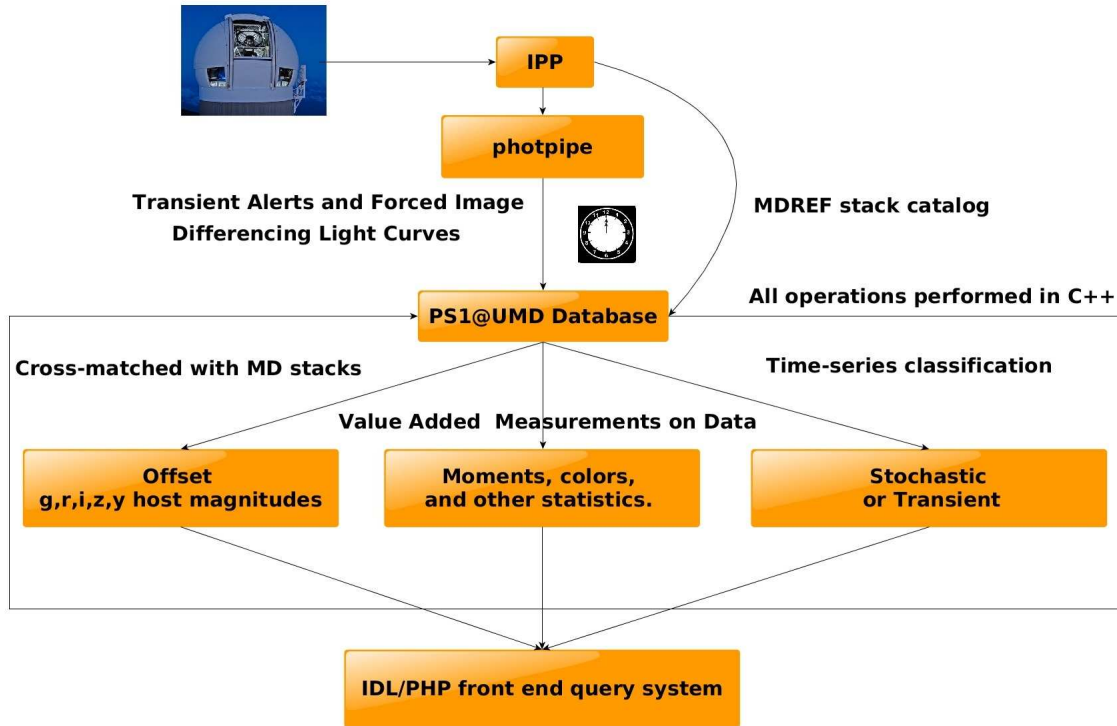 IPP
photpipe
Transient Alerts and Forced Image
Differencing Light Curves
MDREF stack catalog
PS1@UMD Database
All operations performed in C++
Cross-matched with MD stacks
Time-series classification
Value Added  Measurements on Data
Offset
g,r,i,z,y host magnitudes
Moments, colors,
and other statistics.
Stochastic
or Transient
IDL/PHP front end query system